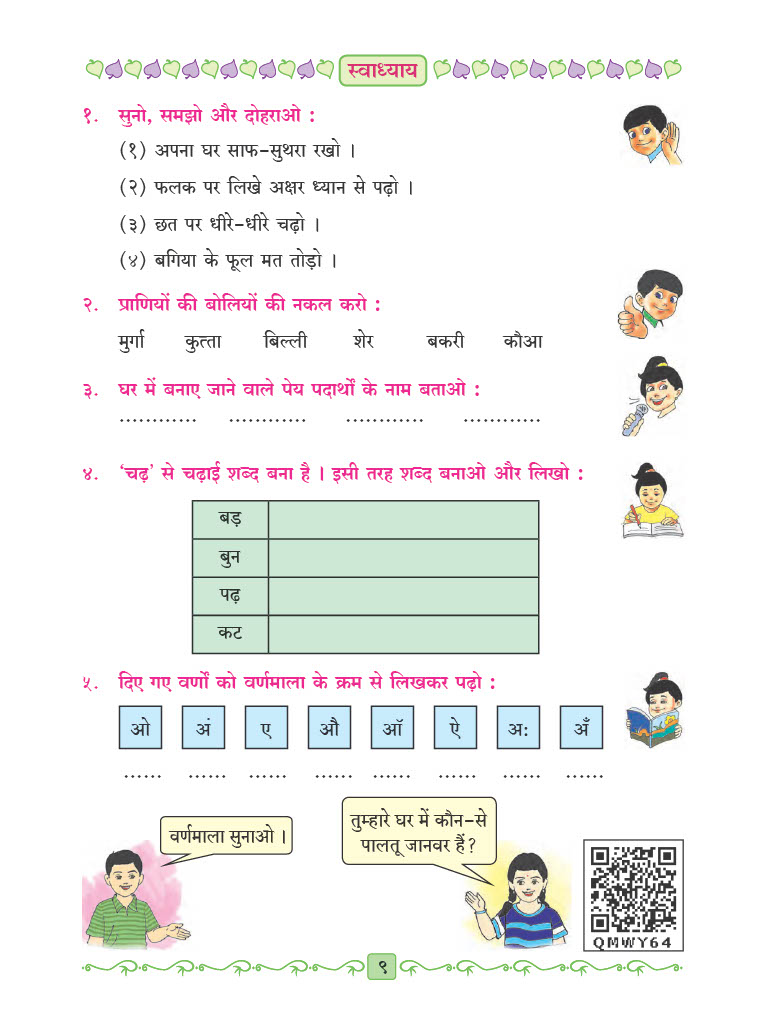 स्वाध्याय
१. सुनो, समझो और दोहराओ :
(१) अपना घर साफ-सुथरा रखो ।
(२) फलक पर लिखे अक्षर ध्यान से पढ़ो ।
(३) छत पर धीरे-धीरे चढ़ो ।
(४) बगिया के फूल मत तोड़ो ।
२. प्राणियों की बोलियों की नकल करो :
मुर्गा कुत्ता बिल्ली शेर बकरी कौआ
३. घर में बनाए जाने वाले पेय पदार्थों के नाम बताओ :
............ ............ ............ ............
४. ‘चढ़’ से चढ़ाई शब्द बना है । इसी तरह शब्द बनाओ और लिखो :
बड़
बुन
पढ़
कट
५. दिए गए वर्णों को वर्णमाला के क्रम से लिखकर पढ़ो :
ओ अं ए औ ऑ ऐ अः अँ
...... ...... ...... ...... ...... ...... ...... ......
वर्णमाला सुनाओ ।
तुम्हारे घर में कौन-से
पालतू जानवर हैं?
QMWY64
९